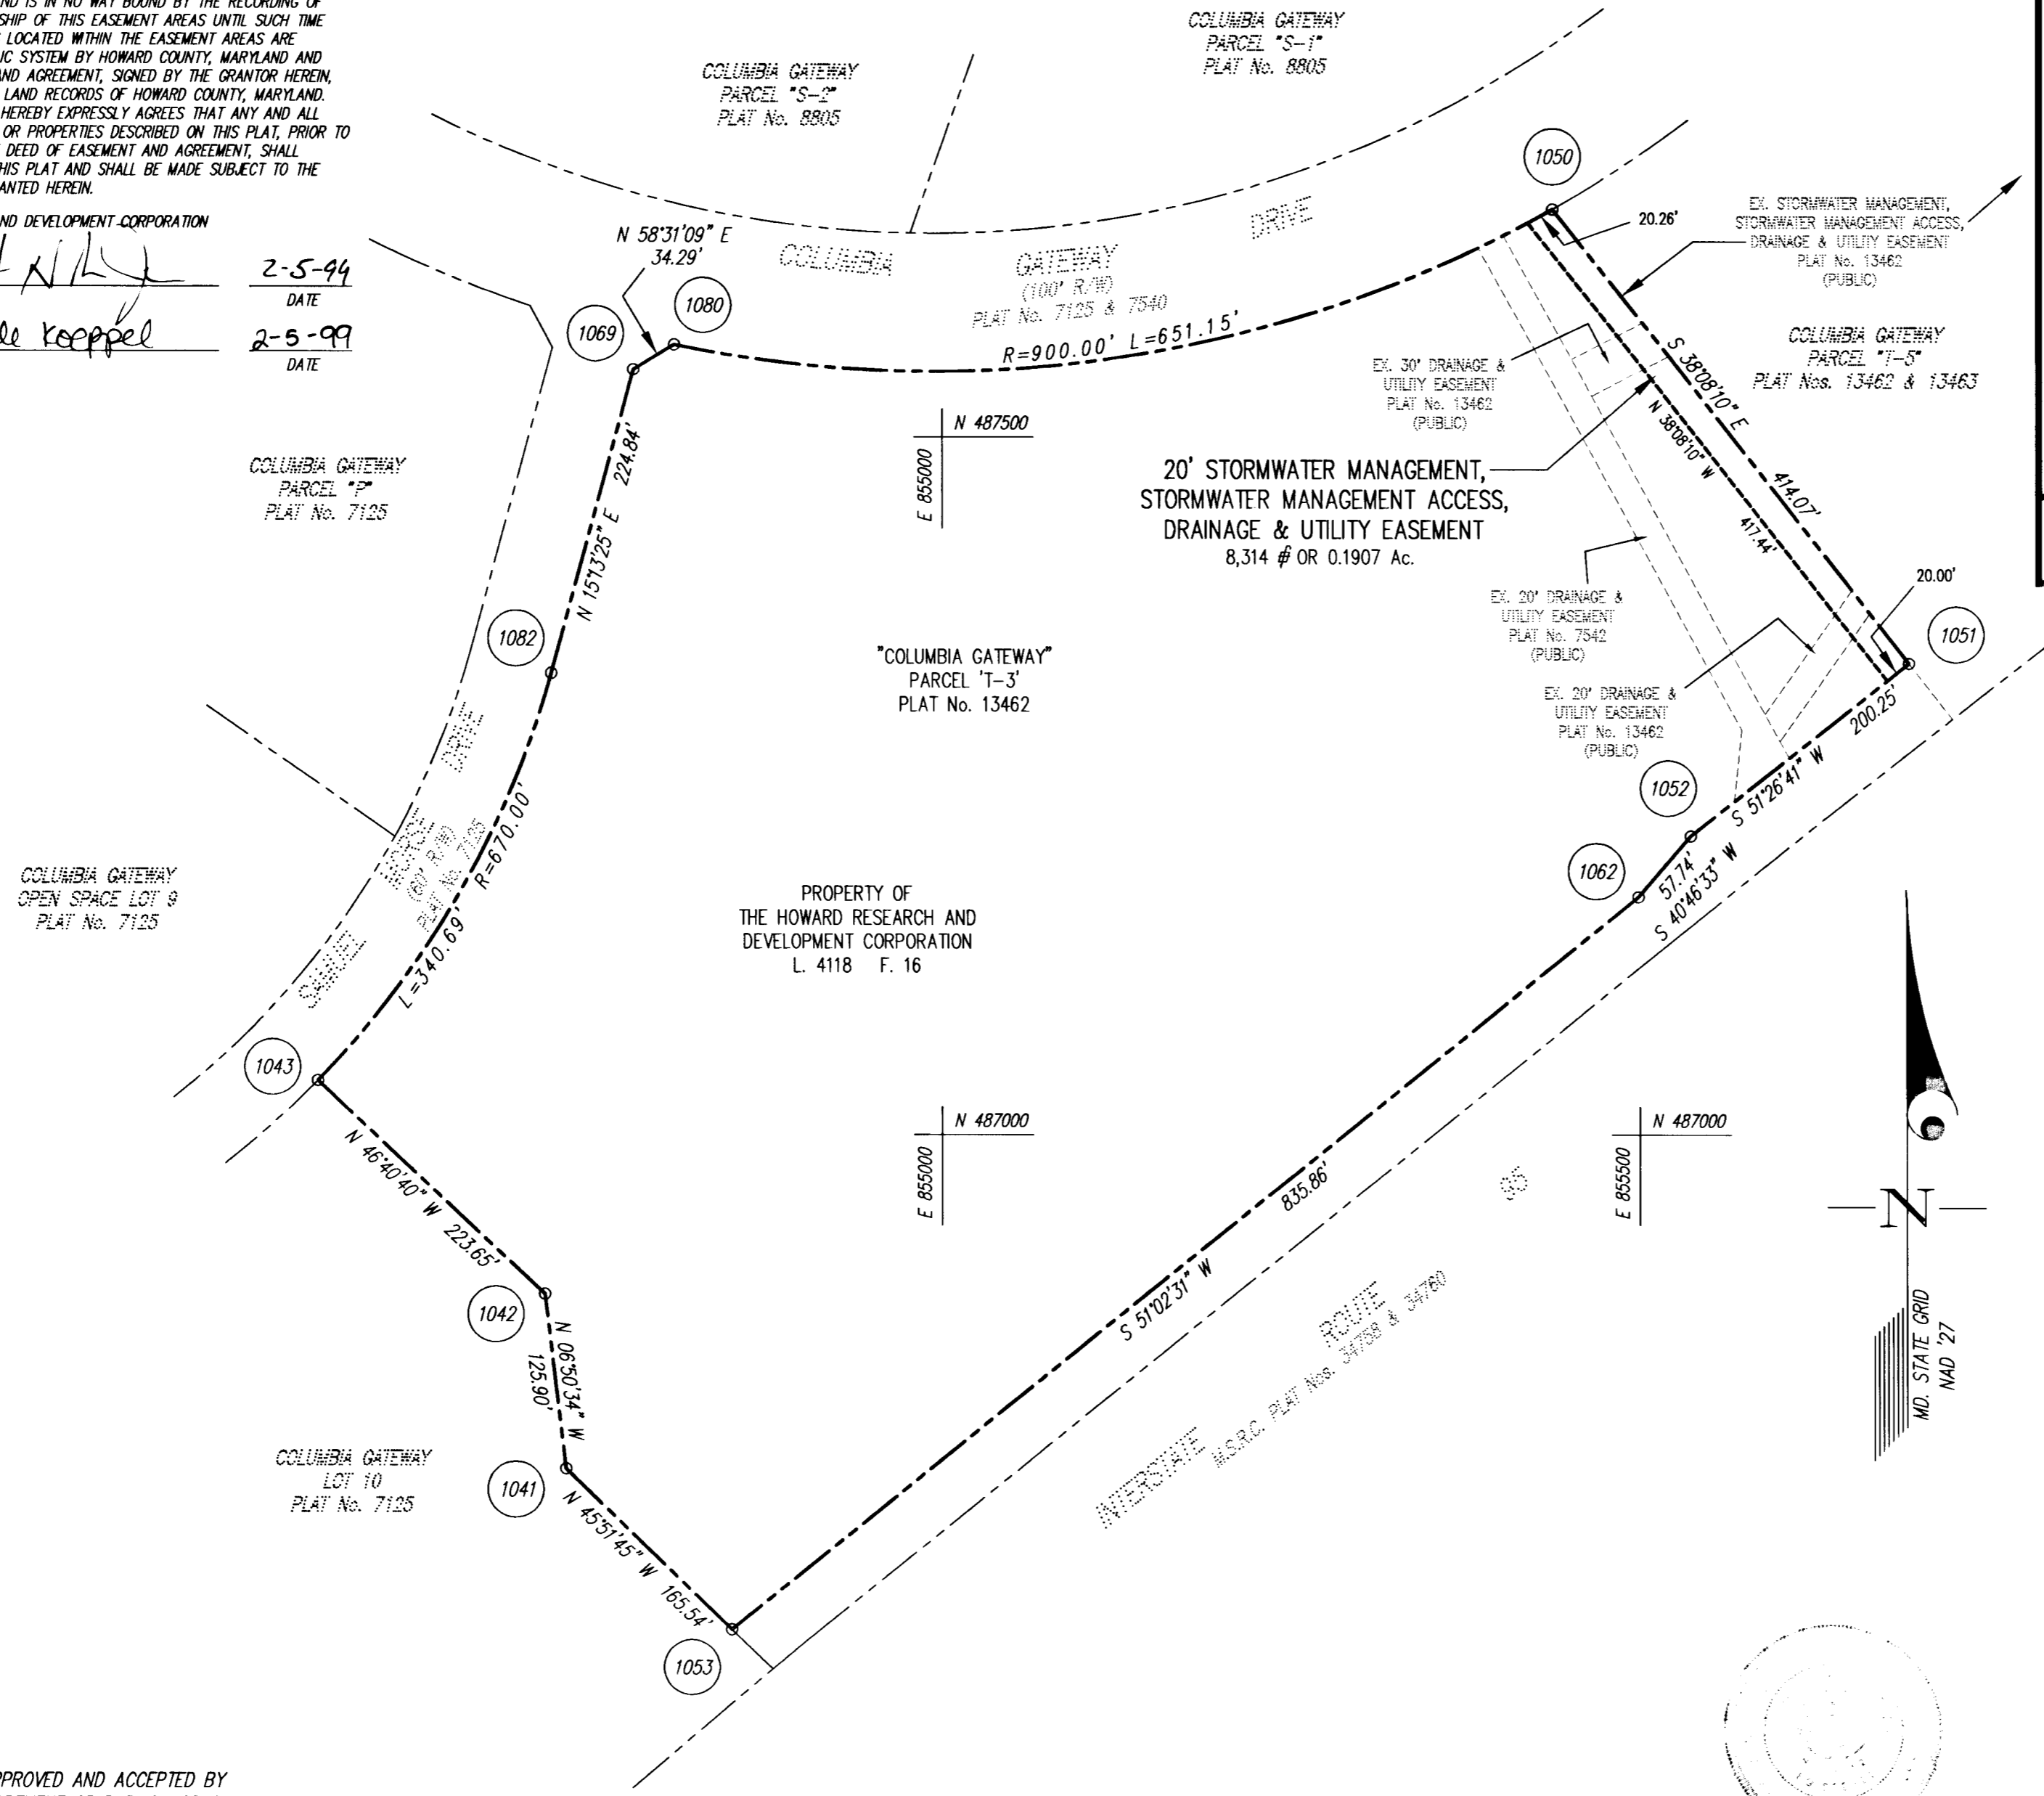 ND IS IN NO WAY BOUND BY THE RECORDING OF
SHIP OF THIS EASEMENT AREAS UNTIL SUCH TIME
LOCATED WITHIN THE EASEMENT AREAS ARE
IC SYSTEM BY HOWARD COUNTY, MARYLAND AND
AND AGREEMENT, SIGNED BY THE GRANTOR HEREIN,
LAND RECORDS OF HOWARD COUNTY, MARYLAND.
HEREBY EXPRESSLY AGREES THAT ANY AND ALL
OR PROPERTIES DESCRIBED ON THIS PLAT, PRIOR TO
DEED OF EASEMENT AND AGREEMENT, SHALL
HIS PLAT AND SHALL BE MADE SUBJECT TO THE
ANTED HEREIN.
ND DEVELOPMENT CORPORATION
2-5-99
DATE
Koeppel
2-5-99
DATE
COLUMBIA GATEWAY
PARCEL "S-2"
PLAT No. 8805
COLUMBIA GATEWAY
PARCEL "S-1"
PLAT No. 8805
1050
20.26'
EX. STORMWATER MANAGEMENT,
STORMWATER MANAGEMENT ACCESS,
DRAINAGE & UTILITY EASEMENT
PLAT No. 13462
(PUBLIC)
COLUMBIA GATEWAY
PARCEL "T-5"
PLAT Nos. 13462 & 13463
N 58°31'09" E
34.29'
1069
1080
COLUMBIA GATEWAY DRIVE
(100' R/W)
PLAT No. 7125 & 7540
R=900.00' L=651.15'
EX. 30' DRAINAGE &
UTILITY EASEMENT
PLAT No. 13462
(PUBLIC)
S 38°08'10" E
414.07'
N 38°08'10" W
417.44'
N 487500
E 855000
20' STORMWATER MANAGEMENT,
STORMWATER MANAGEMENT ACCESS,
DRAINAGE & UTILITY EASEMENT
8,314 ⌗ OR 0.1907 Ac.
COLUMBIA GATEWAY
PARCEL "P"
PLAT No. 7125
N 15°13'25" E 224.84'
EX. 20' DRAINAGE &
UTILITY EASEMENT
PLAT No. 7542
(PUBLIC)
20.00'
1051
1082
"COLUMBIA GATEWAY"
PARCEL 'T-3'
PLAT No. 13462
EX. 20' DRAINAGE &
UTILITY EASEMENT
PLAT No. 13462
(PUBLIC)
S 51°26'41" W 200.25'
1052
57.74'
S 40°46'33" W
1062
SAMUEL MORSE DRIVE
(60' R/W)
PLAT No. 7125
L=340.69' R=670.00'
COLUMBIA GATEWAY
OPEN SPACE LOT 9
PLAT No. 7125
PROPERTY OF
THE HOWARD RESEARCH AND
DEVELOPMENT CORPORATION
L. 4118 F. 16
1043
N 46°40'40" W 223.65'
N 487000
E 855000
N 487000
E 855500
835.86'
S 51°02'31" W
INTERSTATE ROUTE 95
M.S.R.C. PLAT Nos. 34758 & 34760
N
MD. STATE GRID
NAD '27
1042
N 06°50'34" W
125.90'
COLUMBIA GATEWAY
LOT 10
PLAT No. 7125
1041
N 45°51'45" W 165.54'
1053
PPROVED AND ACCEPTED BY